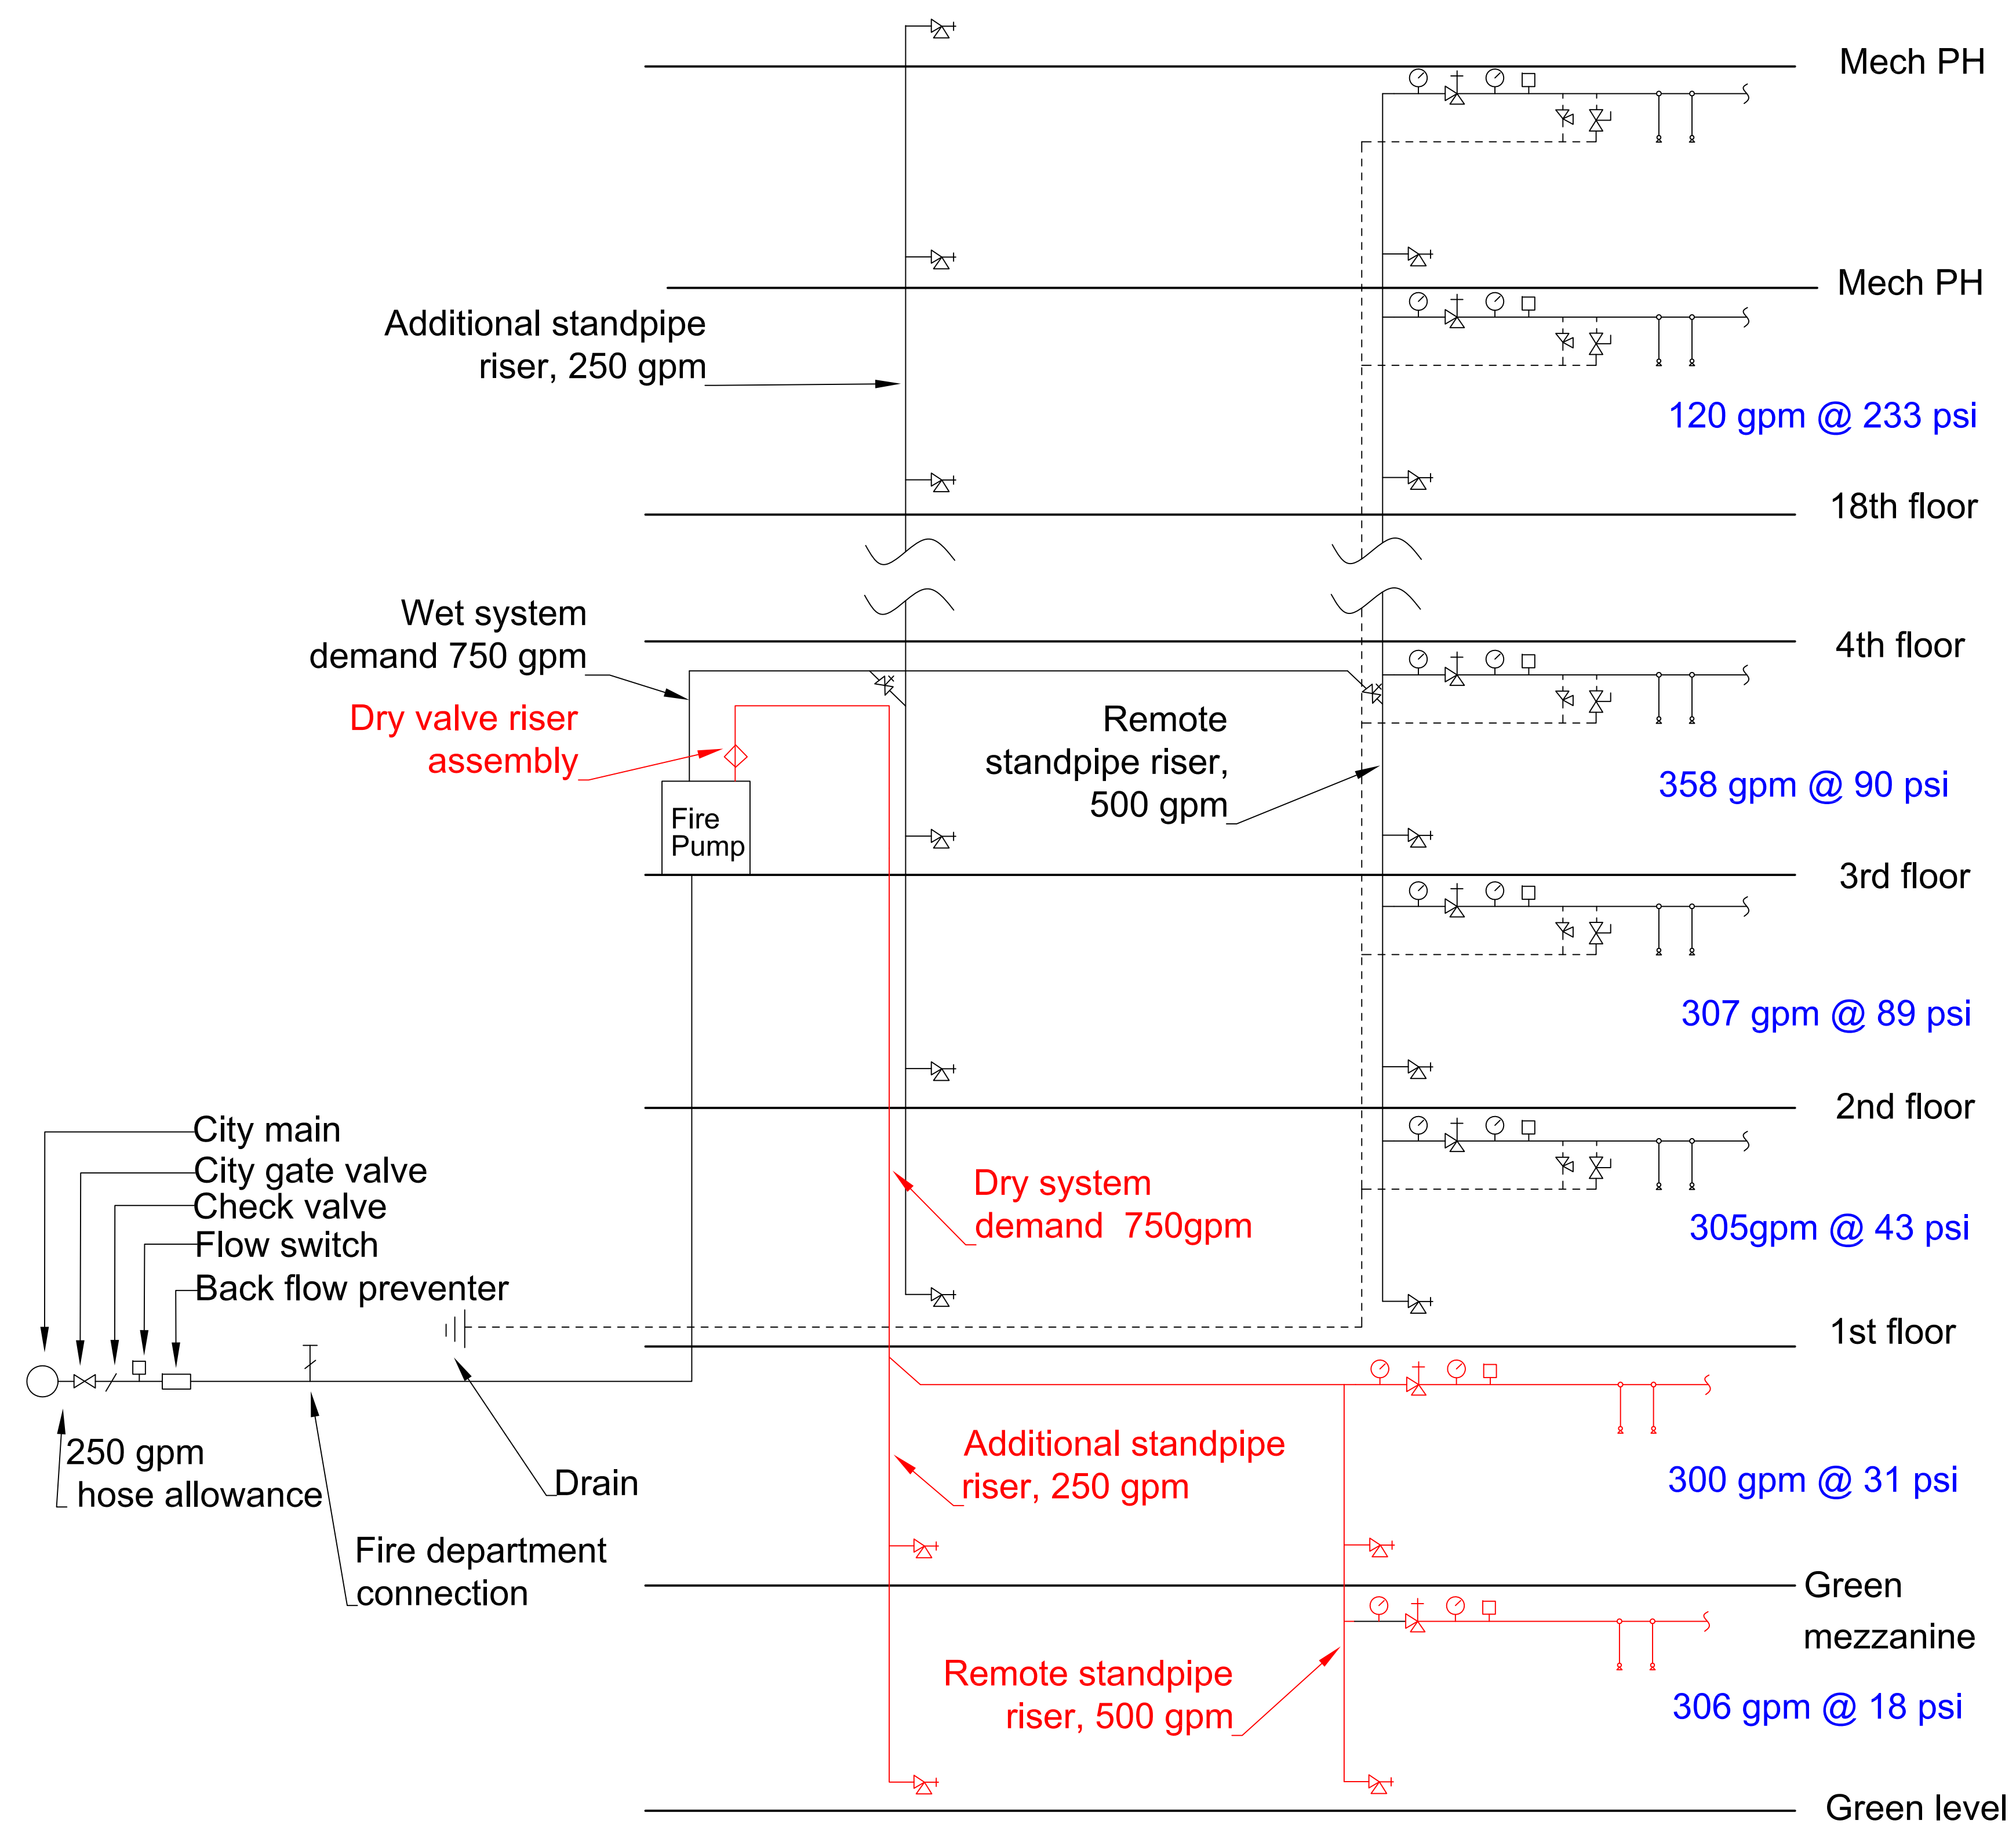 Mech PH
Mech PH
Additional standpipe
riser, 250 gpm
120 gpm @ 233 psi
18th floor
Wet system
demand 750 gpm
4th floor
Dry valve riser
assembly
Remote
standpipe riser,
500 gpm
358 gpm @ 90 psi
Fire
Pump
3rd floor
307 gpm @ 89 psi
2nd floor
City main
City gate valve
Check valve
Flow switch
Back flow preventer
Dry system
demand 750gpm
305gpm @ 43 psi
1st floor
250 gpm
hose allowance
Drain
Fire department
connection
Additional standpipe
riser, 250 gpm
300 gpm @ 31 psi
Green
mezzanine
Remote standpipe
riser, 500 gpm
306 gpm @ 18 psi
Green level